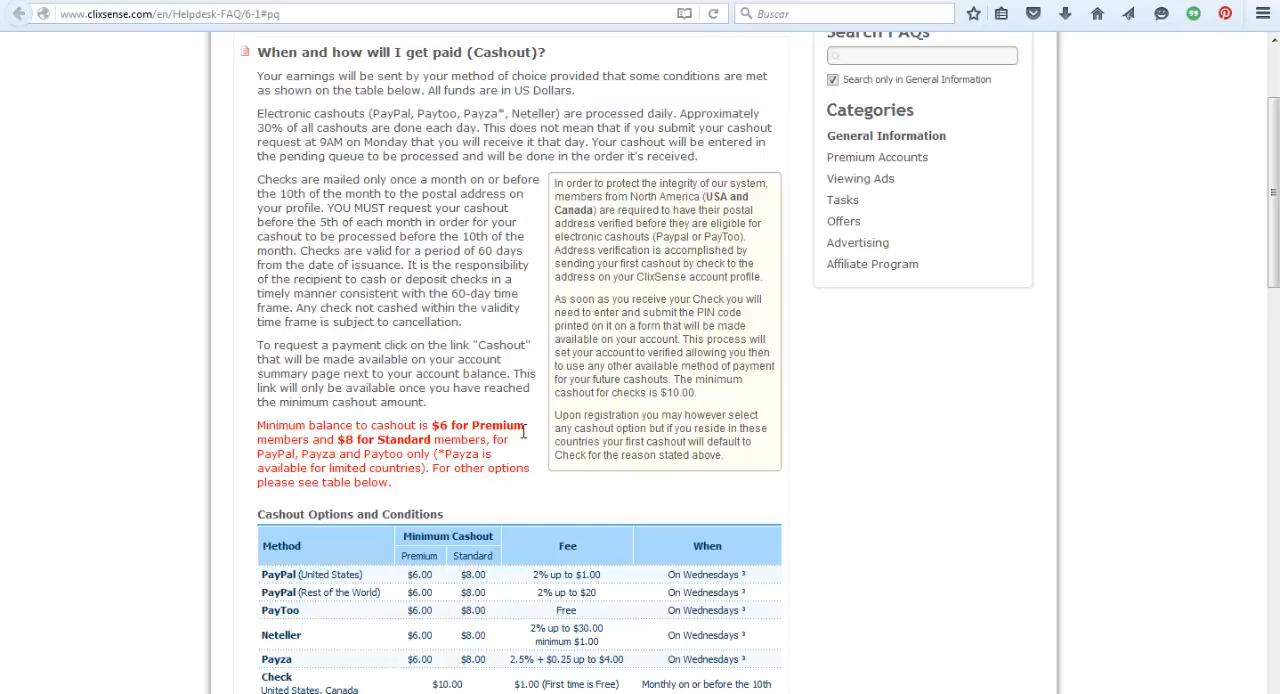 www.clixsense.com/en/Helpdesk-FAQ/6-1#pq
Buscar
When and how will I get paid (Cashout)?
Your earnings will be sent by your method of choice provided that some conditions are met
as shown on the table below. All funds are in US Dollars.
Electronic cashouts (PayPal, Paytoo, Payza*, Neteller) are processed daily. Approximately
30% of all cashouts are done each day. This does not mean that if you submit your cashout
request at 9AM on Monday that you will receive it that day. Your cashout will be entered in
the pending queue to be processed and will be done in the order it's received.
Checks are mailed only once a month on or before
the 10th of the month to the postal address on
your profile. YOU MUST request your cashout
before the 5th of each month in order for your
cashout to be processed before the 10th of the
month. Checks are valid for a period of 60 days
from the date of issuance. It is the responsibility
of the recipient to cash or deposit checks in a
timely manner consistent with the 60-day time
frame. Any check not cashed within the validity
time frame is subject to cancellation.
To request a payment click on the link "Cashout"
that will be made available on your account
summary page next to your account balance. This
link will only be available once you have reached
the minimum cashout amount.
Minimum balance to cashout is $6 for Premium
members and $8 for Standard members, for
PayPal, Payza and Paytoo only (*Payza is
available for limited countries). For other options
please see table below.
In order to protect the integrity of our system,
members from North America (USA and
Canada) are required to have their postal
address verified before they are eligible for
electronic cashouts (Paypal or PayToo).
Address verification is accomplished by
sending your first cashout by check to the
address on your ClixSense account profile.
As soon as you receive your Check you will
need to enter and submit the PIN code
printed on it on a form that will be made
available on your account. This process will
set your account to verified allowing you then
to use any other available method of payment
for your future cashouts. The minimum
cashout for checks is $10.00.
Upon registration you may however select
any cashout option but if you reside in these
countries your first cashout will default to
Check for the reason stated above.
Cashout Options and Conditions
Method Minimum Cashout Fee When
Premium Standard
PayPal (United States) $6.00 $8.00 2% up to $1.00 On Wednesdays ³
PayPal (Rest of the World) $6.00 $8.00 2% up to $20 On Wednesdays ³
PayToo $6.00 $8.00 Free On Wednesdays ³
Neteller $6.00 $8.00 2% up to $30.00 On Wednesdays ³
minimum $1.00
Payza $6.00 $8.00 2.5% + $0.25 up to $4.00 On Wednesdays ³
Check $10.00 $1.00 (First time is Free) Monthly on or before the 10th
United States, Canada
Search FAQs
Search only in General Information
Categories
General Information
Premium Accounts
Viewing Ads
Tasks
Offers
Advertising
Affiliate Program